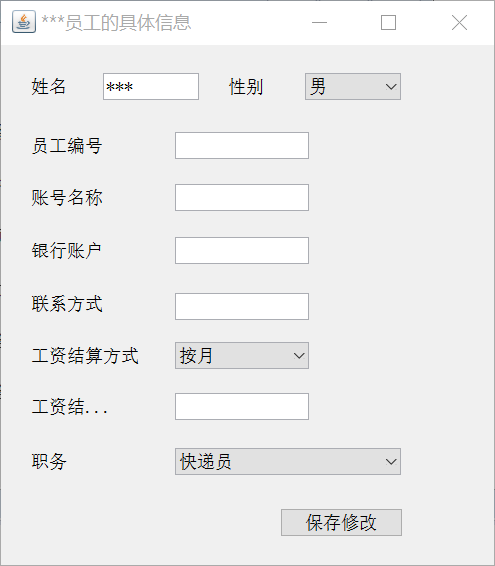 ***员工的具体信息
姓名 *** 性别 男
员工编号
账号名称
银行账户
联系方式
工资结算方式 按月
工资结...
职务 快递员
保存修改